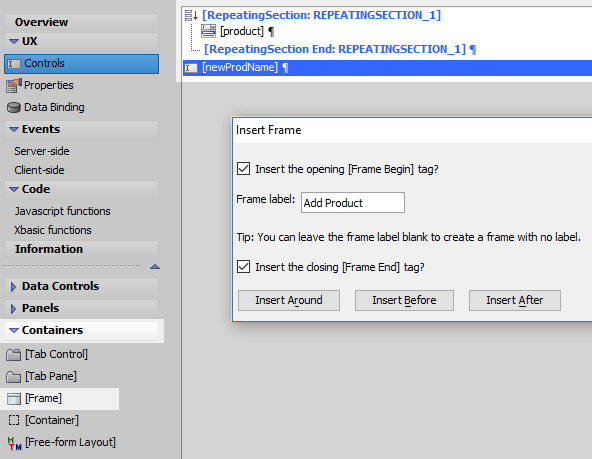 Overview
UX
Controls
Properties
Data Binding
Events
Server-side
Client-side
Code
Javascript functions
Xbasic functions
Information
Data Controls
Panels
Containers
[Tab Control]
[Tab Pane]
[Frame]
[Container]
HTM [Free-form Layout]
[RepeatingSection: REPEATINGSECTION_1]
[product] ¶
[RepeatingSection End: REPEATINGSECTION_1] ¶
[newProdName] ¶
Insert Frame
Insert the opening [Frame Begin] tag?
Frame label: Add Product
Tip: You can leave the frame label blank to create a frame with no label.
Insert the closing [Frame End] tag?
Insert Around Insert Before Insert After